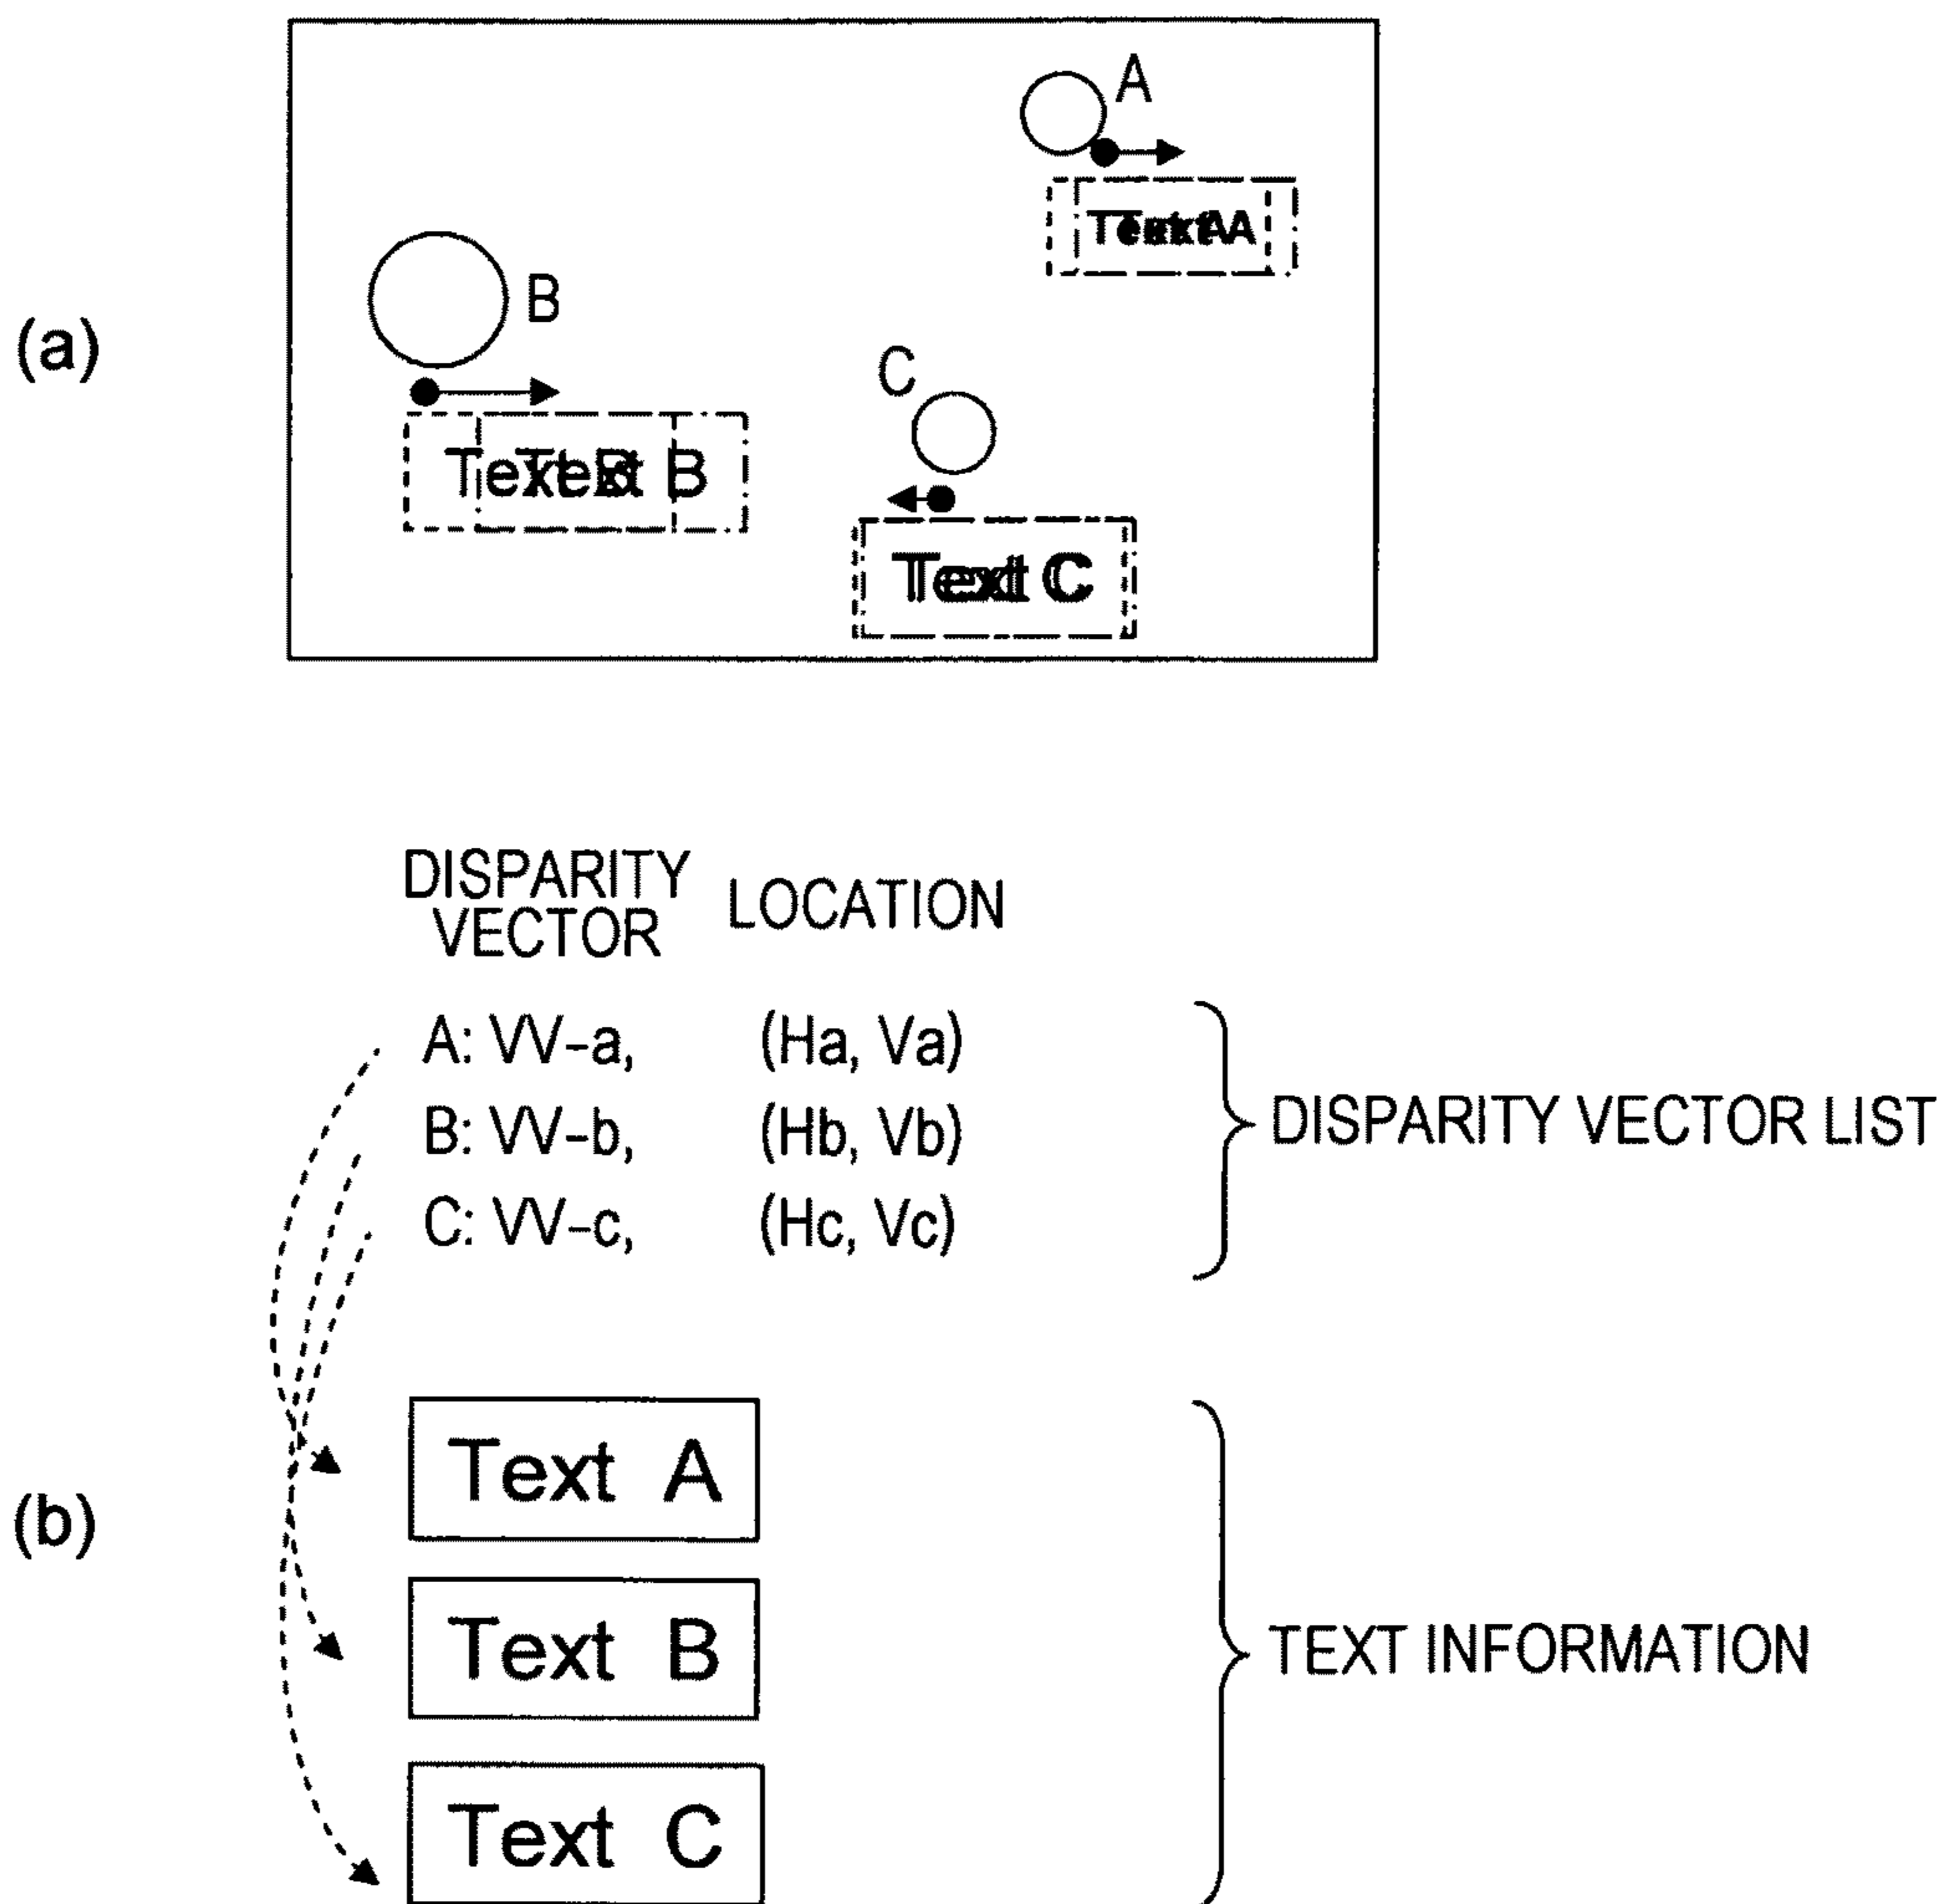 A
Text A
B
(a)
C
Text B
Text C
DISPARITY
VECTOR
LOCATION
A: VV-a, (Ha, Va)
B: VV-b, (Hb, Vb)
DISPARITY VECTOR LIST
C: VV-c, (Hc, Vc)
Text A
(b)
Text B
TEXT INFORMATION
Text C